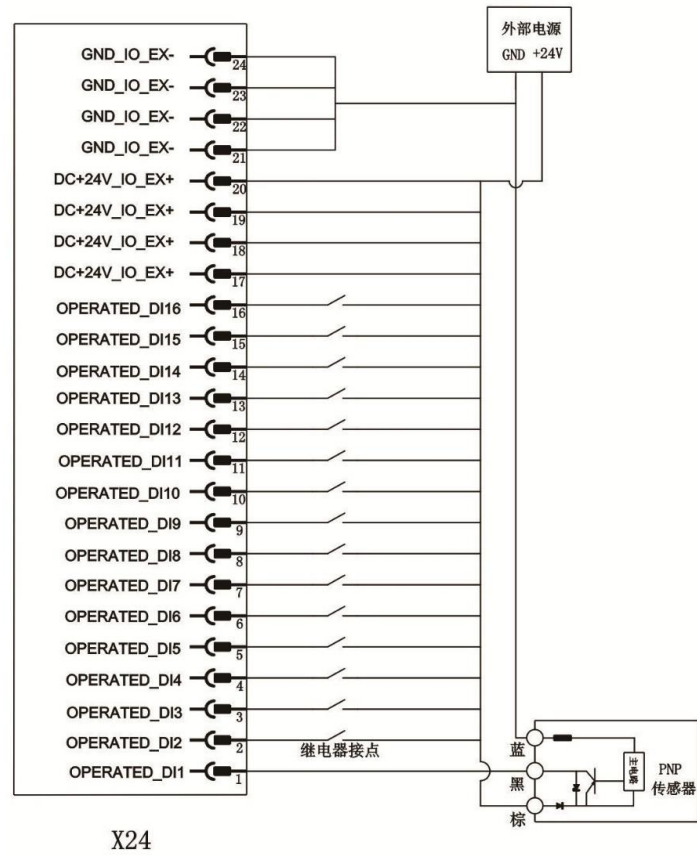 外部电源
GND +24V
GND_IO_EX- 24
GND_IO_EX- 23
GND_IO_EX- 22
GND_IO_EX- 21
DC+24V_IO_EX+ 20
DC+24V_IO_EX+ 19
DC+24V_IO_EX+ 18
DC+24V_IO_EX+ 17
OPERATED_DI16 16
OPERATED_DI15 15
OPERATED_DI14 14
OPERATED_DI13 13
OPERATED_DI12 12
OPERATED_DI11 11
OPERATED_DI10 10
OPERATED_DI9 9
OPERATED_DI8 8
OPERATED_DI7 7
OPERATED_DI6 6
OPERATED_DI5 5
OPERATED_DI4 4
OPERATED_DI3 3
OPERATED_DI2 2
继电器接点
OPERATED_DI1 1
蓝
黑
棕
主电路
PNP
传感器
X24